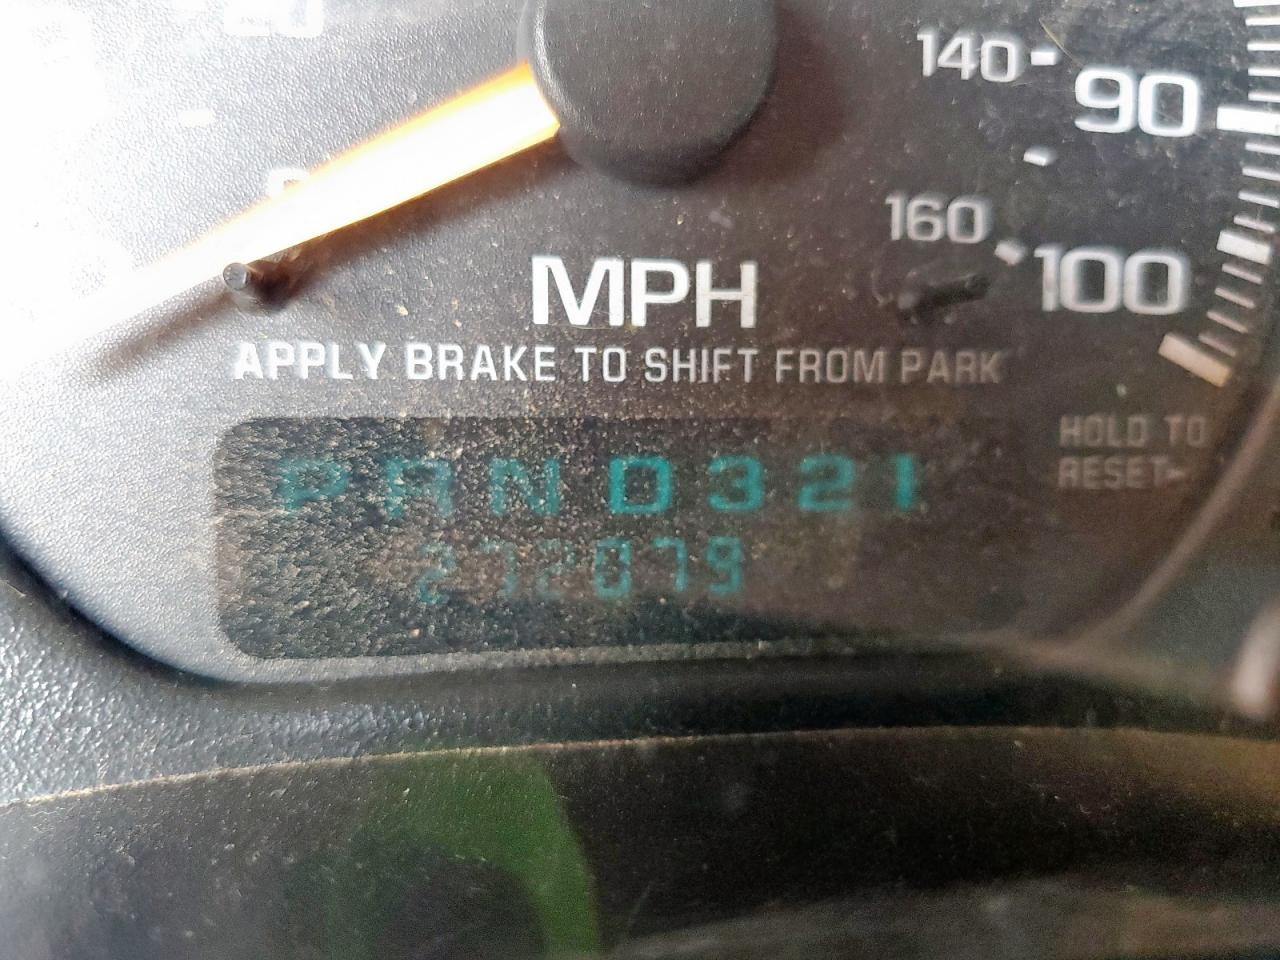 140
90
160
100
MPH
APPLY BRAKE TO SHIFT FROM PARK
HOLD TO
RESET
PRND321
272079